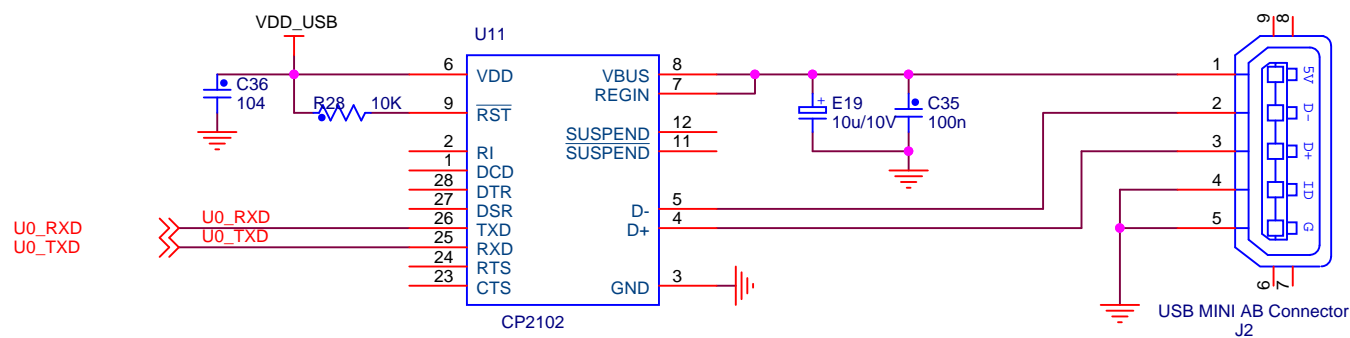 VDD_USB
U11
C36
104
R28 10K
6 VDD
9 RST
2 RI
1 DCD
28 DTR
27 DSR
26 TXD
25 RXD
24 RTS
23 CTS
VBUS 8
REGIN 7
SUSPEND 12
SUSPEND 11
D- 5
D+ 4
GND 3
CP2102
U0_RXD U0_RXD
U0_TXD U0_TXD
+ E19
10u/10V
C35
100n
9 8
1 5V
2 D-
3 D+
4 ID
5 G
6 7
USB MINI AB Connector
J2